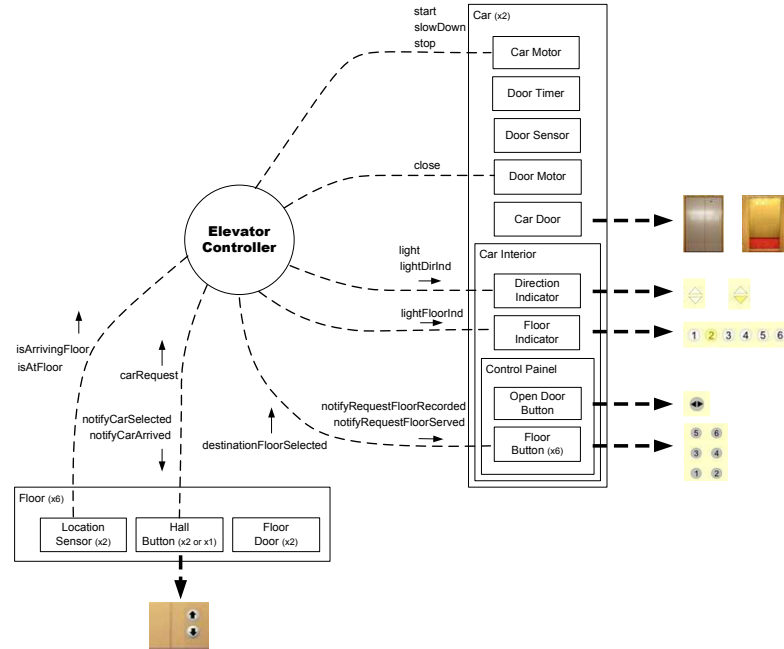 start
slowDown
stop
Car (x2)
Car Motor
Door Timer
Door Sensor
close
Door Motor
Car Door
Elevator
Controller
light
lightDirInd
Car Interior
Direction
Indicator
lightFloorInd
Floor
Indicator
1 2 3 4 5 6
isArrivingFloor
isAtFloor
carRequest
Control Painel
Open Door
Button
notifyRequestFloorRecorded
notifyRequestFloorServed
notifyCarSelected
notifyCarArrived
destinationFloorSelected
Floor
Button (x6)
5 6
3 4
1 2
Floor (x6)
Location
Sensor (x2)
Hall
Button (x2 or x1)
Floor
Door (x2)